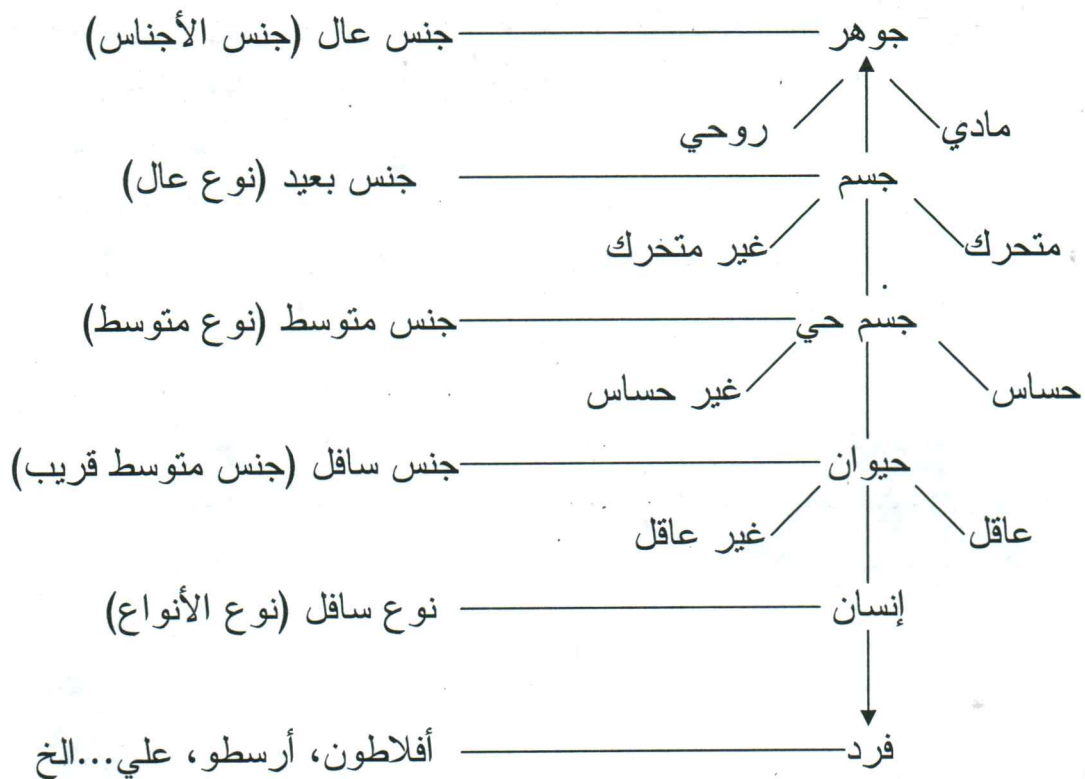 جوهر جنس عال (جنس الأجناس)
مادي روحي
جسم جنس بعيد (نوع عال)
متحرك غير متحرك
جسم حي جنس متوسط (نوع متوسط)
حساس غير حساس
حيوان جنس سافل (جنس متوسط قريب)
عاقل غير عاقل
إنسان نوع سافل (نوع الأنواع)
فرد أفلاطون، أرسطو، علي...الخ